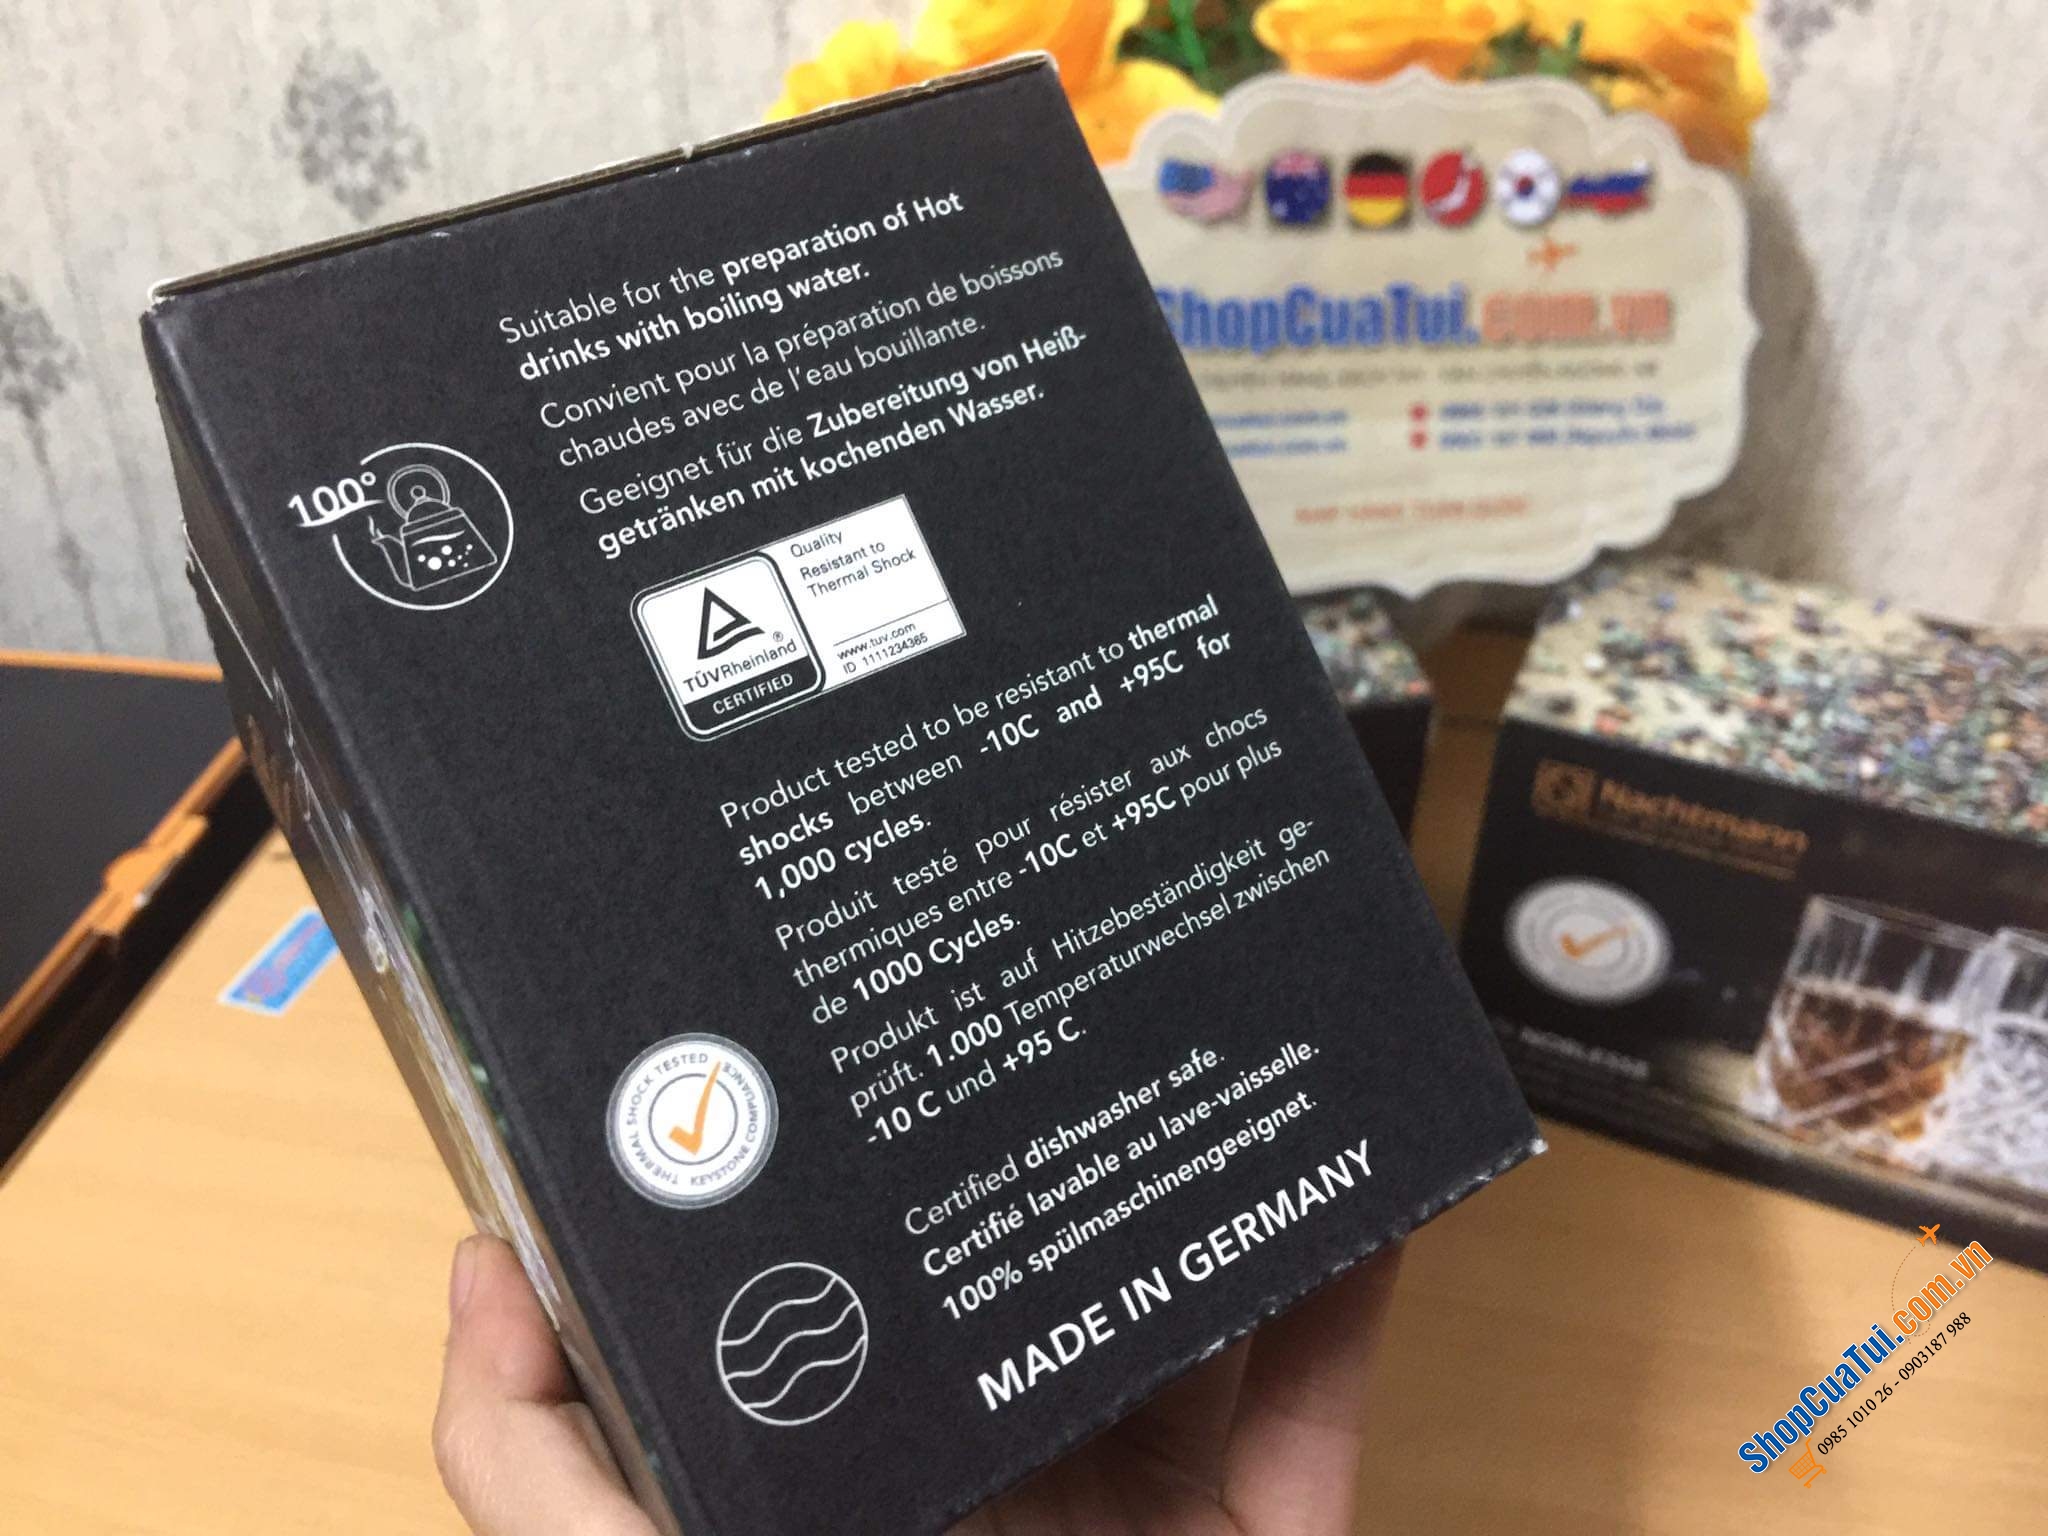 Suitable for the preparation of Hot
drinks with boiling water.
Convient pour la préparation de boissons
chaudes avec de l'eau bouillante.
Geeignet für die Zubereitung von Heiß-
getränken mit kochenden Wasser.
100°
TÜVRheinland
®
CERTIFIED
Quality
Resistant to
Thermal Shock
www.tuv.com
ID 1111234365
Product tested to be resistant to thermal
shocks between -10C and +95C for
1,000 cycles.
Produit testé pour résister aux chocs
thermiques entre -10C et +95C pour plus
de 1000 Cycles.
Produkt ist auf Hitzebeständigkeit ge-
prüft. 1.000 Temperaturwechsel zwischen
-10 C und +95 C.
THERMAL SHOCK TESTED
KEYSTONE COMPLIANCE
Certified dishwasher safe.
Certifié lavable au lave-vaisselle.
100% spülmaschinengeeignet.
MADE IN GERMANY
ShopCuaTui.com.vn
Nachtmann
NOBLESSE
ShopCuaTui.com.vn
0985 1010 26 - 0903187 988